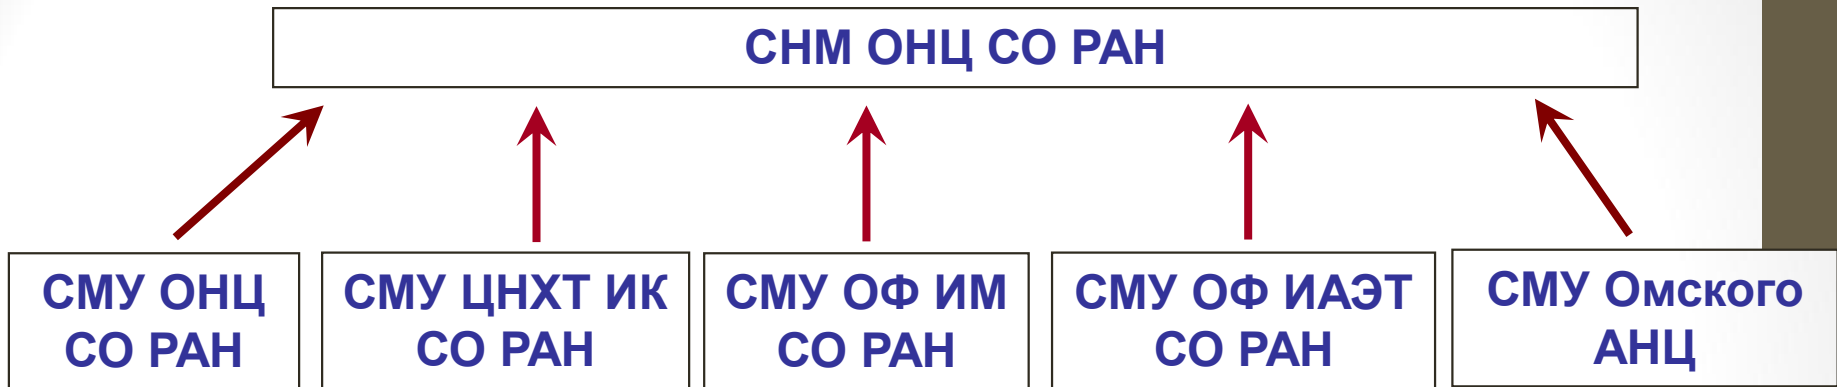 СНМ ОНЦ СО РАН
СМУ ОНЦ
СО РАН
СМУ ЦНХТ ИК
СО РАН
СМУ ОФ ИМ
СО РАН
СМУ ОФ ИАЭТ
СО РАН
СМУ Омского
АНЦ